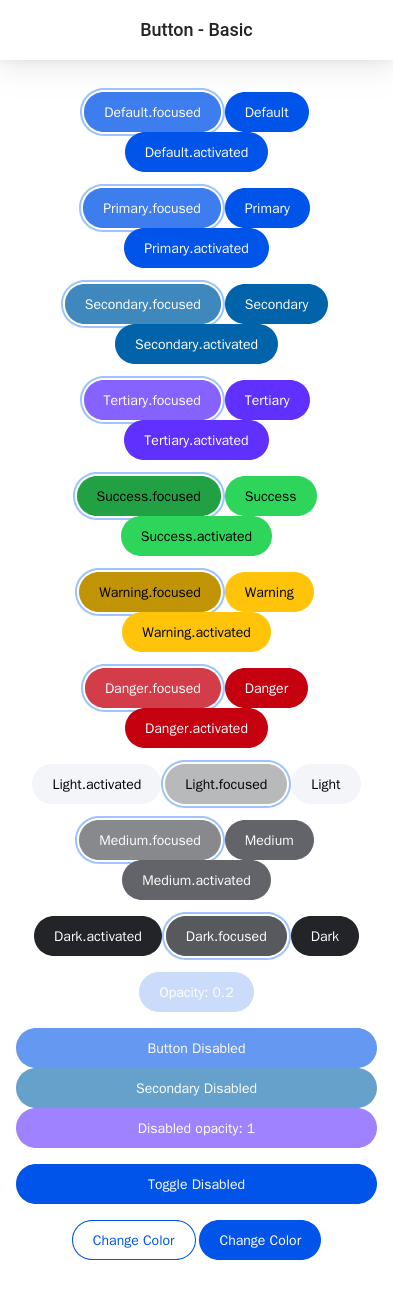 Button - Basic
Default.focused Default
Default.activated
Primary.focused Primary
Primary.activated
Secondary.focused Secondary
Secondary.activated
Tertiary.focused Tertiary
Tertiary.activated
Success.focused Success
Success.activated
Warning.focused Warning
Warning.activated
Danger.focused Danger
Danger.activated
Light.activated Light.focused Light
Medium.focused Medium
Medium.activated
Dark.activated Dark.focused Dark
Opacity: 0.2
Button Disabled
Secondary Disabled
Disabled opacity: 1
Toggle Disabled
Change Color Change Color